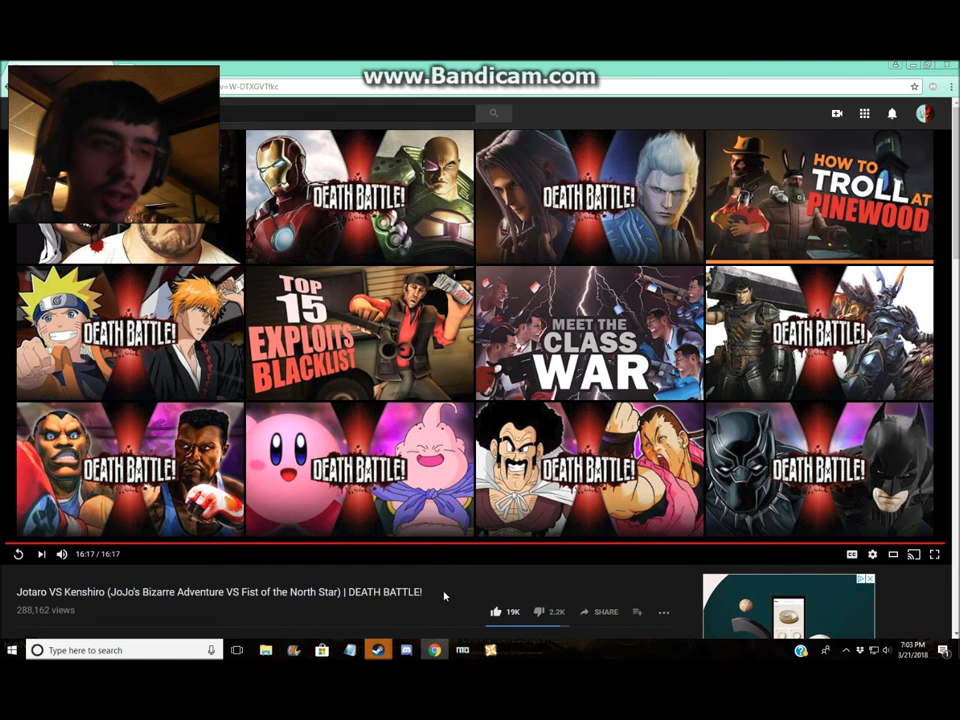 www.Bandicam.com
v=W-DTXGVTfkc
DEATH BATTLE!
DEATH BATTLE!
HOW TO
TROLL AT
PINEWOOD
DEATH BATTLE!
TOP
15
EXPLOITS
BLACKLIST
MEET THE
CLASS
WAR
DEATH BATTLE!
DEATH BATTLE!
DEATH BATTLE!
DEATH BATTLE!
DEATH BATTLE!
16:17 / 16:17
Jotaro VS Kenshiro (JoJo's Bizarre Adventure VS Fist of the North Star) | DEATH BATTLE!
288,162 views
19K
2.2K
SHARE
Type here to search
7:03 PM
3/21/2018